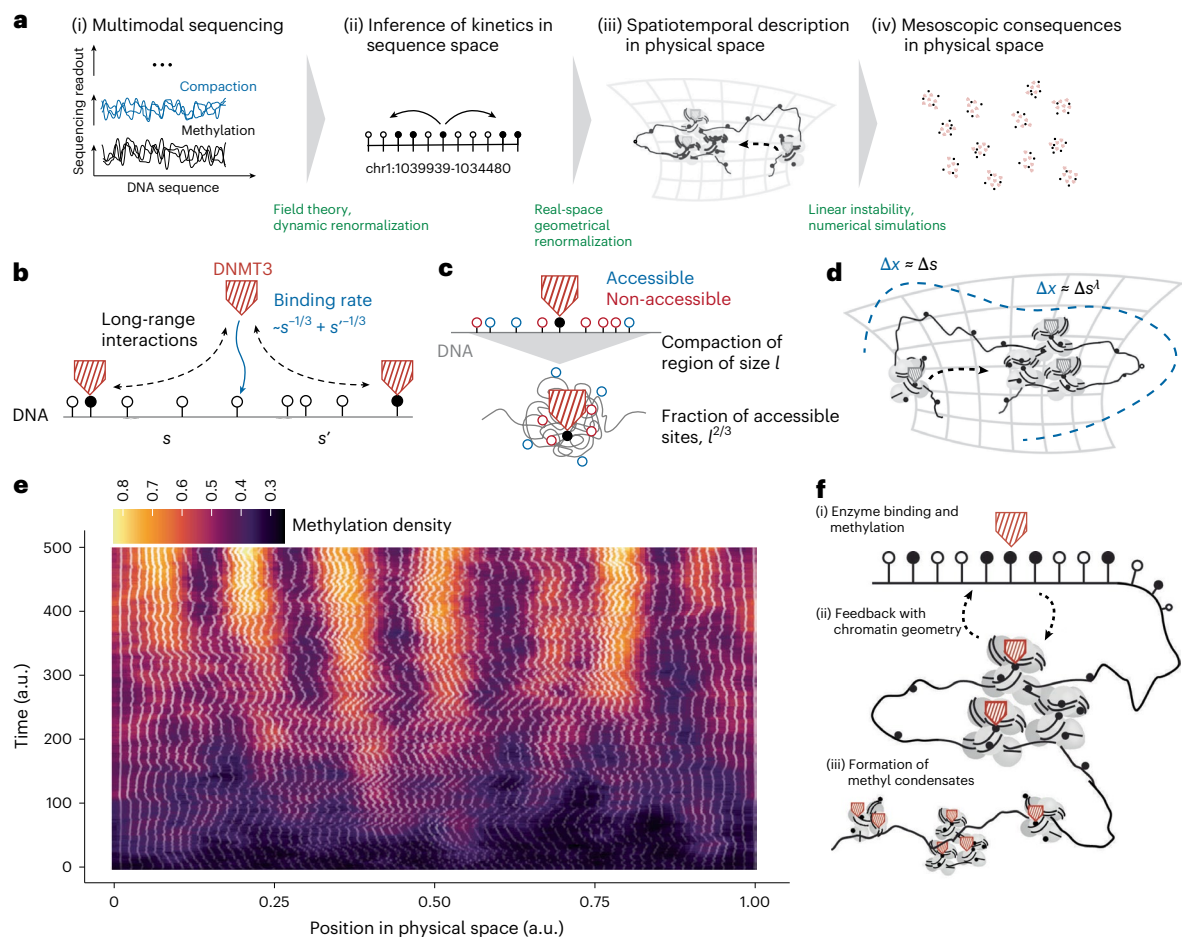 a
(i) Multimodal sequencing
(ii) Inference of kinetics in
sequence space
(iii) Spatiotemporal description
in physical space
(iv) Mesoscopic consequences
in physical space
Sequencing readout
...
Compaction
Methylation
DNA sequence
chr1:1039939-1034480
Field theory,
dynamic renormalization
Real-space
geometrical
renormalization
Linear instability,
numerical simulations
b
DNMT3
Binding rate
~s^{-1/3} + s′^{-1/3}
Long-range
interactions
DNA
s
s′
c
Accessible
Non-accessible
DNA
Compaction of
region of size l
Fraction of accessible
sites, l^{2/3}
d
Δx ≈ Δs
Δx ≈ Δs^λ
e
0.8
0.7
0.6
0.5
0.4
0.3
Methylation density
Time (a.u.)
500
400
300
200
100
0
0
0.25
0.50
0.75
1.00
Position in physical space (a.u.)
f
(i) Enzyme binding and
methylation
(ii) Feedback with
chromatin geometry
(iii) Formation of
methyl condensates